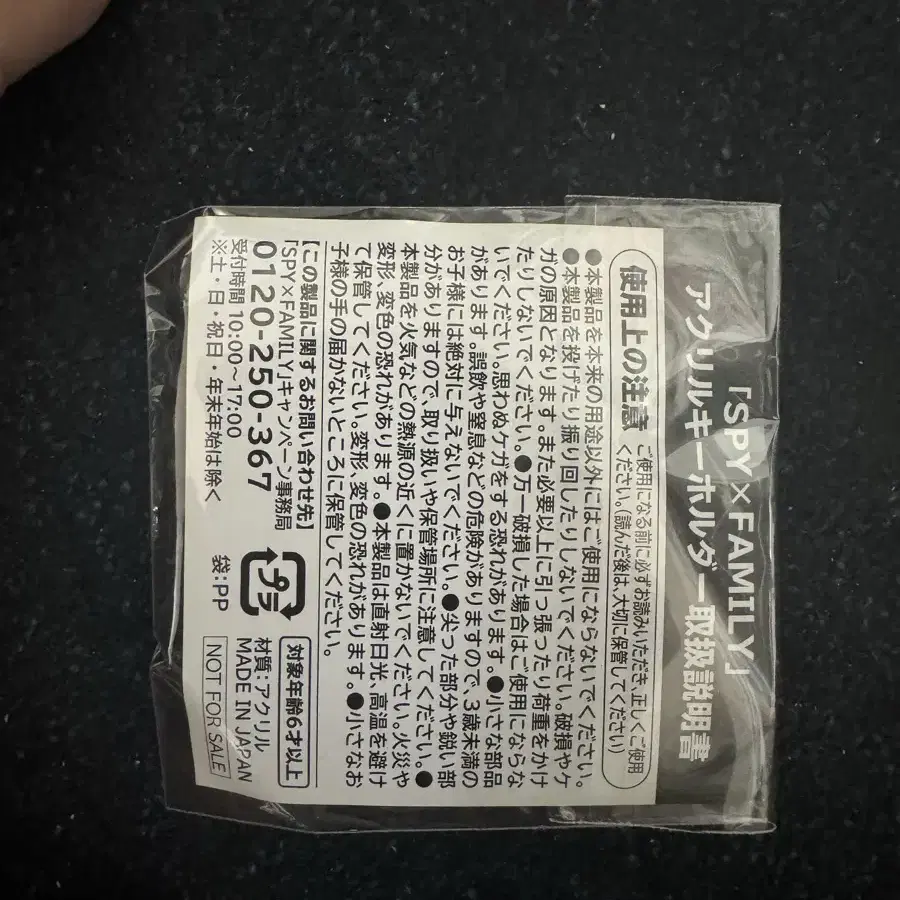 「SPY×FAMILY」
アクリルキーホルダー取扱説明書
使用上の注意
ご使用になる前に必ずお読みいただき、正しくご使用
ください。(読んだ後は、大切に保管してください)
●本製品を本来の用途以外にはご使用にならないでください。
●本製品を投げたり振り回したりしないでください。破損やケ
ガの原因となります。また必要以上に引っ張ったり荷重をかけ
たりしないでください。●万一破損した場合はご使用にならな
いでください。思わぬケガをする恐れがあります。●小さな部品
があります。誤飲や窒息などの危険がありますので、3歳未満の
お子様には絶対に与えないでください。●尖った部分や鋭い部
分がありますので、取り扱いや保管場所に注意してください。●
本製品を火気などの熱源の近くに置かないでください。火災や
変形、変色の恐れがあります。●本製品は直射日光、高温を避け
て保管してください。変形、変色の恐れがあります。●小さなお
子様の手の届かないところに保管してください。
【この製品に関するお問い合わせ先】
「SPY×FAMILY」キャンペーン事務局
0120-250-367
受付時間 10:00〜17:00
※土・日・祝日・年末年始は除く
プラ
袋:PP
対象年齢6才以上
材質:アクリル
MADE IN JAPAN
NOT FOR SALE